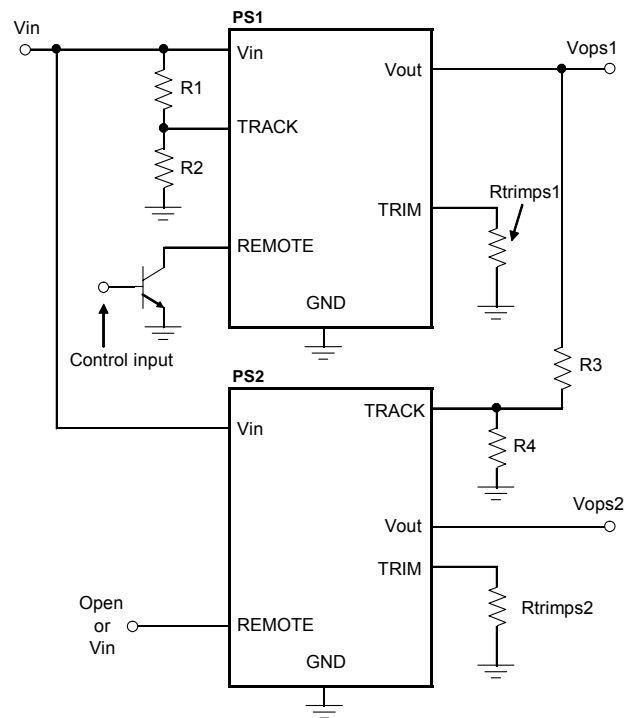 PS1
Vin
Vin
Vout
Vops1
R1
TRACK
R2
Rtrimps1
TRIM
REMOTE
GND
Control input
R3
PS2
TRACK
Vin
R4
Vout
Vops2
TRIM
Open
or
Vin
REMOTE
Rtrimps2
GND